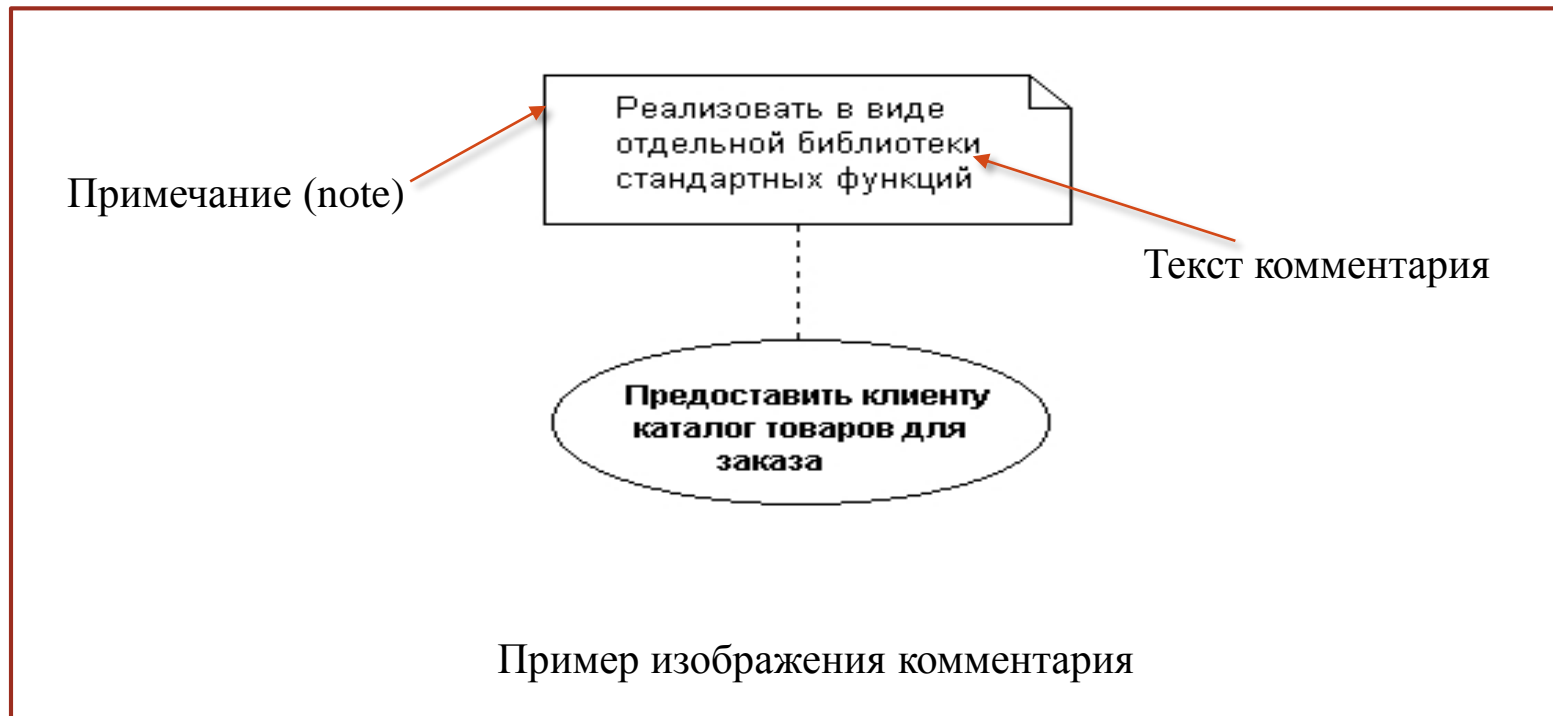 Реализовать в виде
отдельной библиотеки
стандартных функций
Примечание (note)
Текст комментария
Предоставить клиенту
каталог товаров для
заказа
Пример изображения комментария